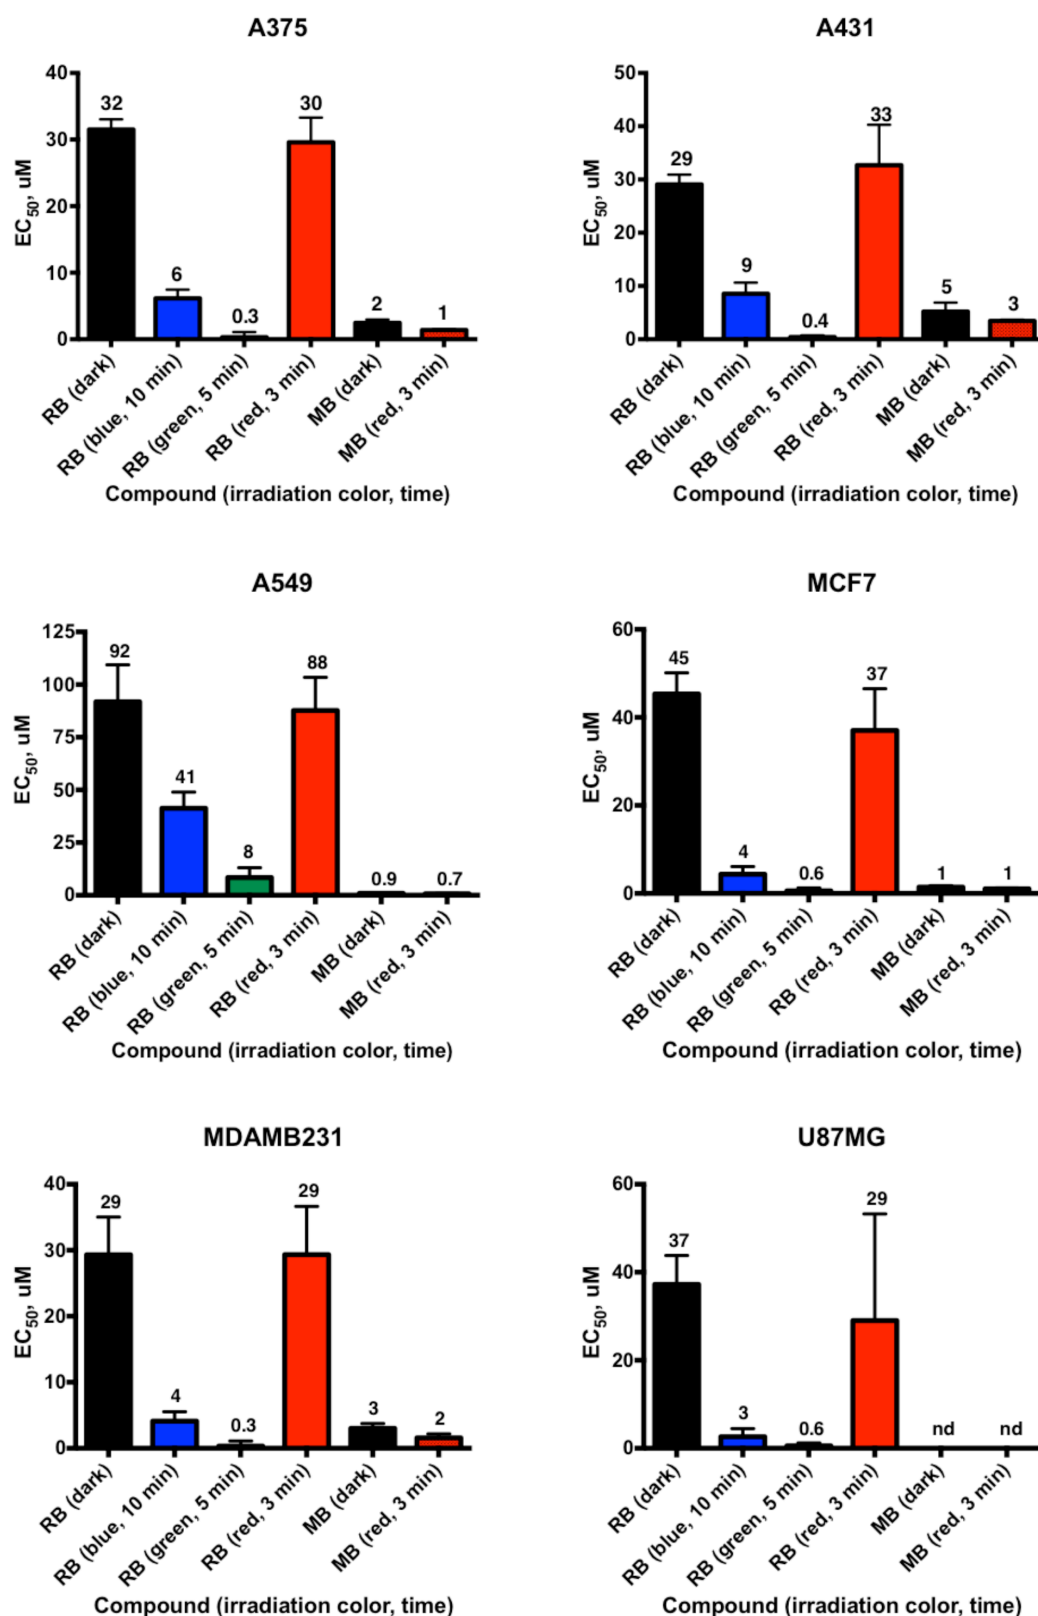 A375
EC50, uM
40
30
20
10
0
32
6
0.3
30
2
1
RB (dark)
RB (blue, 10 min)
RB (green, 5 min)
RB (red, 3 min)
MB (dark)
MB (red, 3 min)
Compound (irradiation color, time)
A431
EC50, uM
50
40
30
20
10
0
29
9
0.4
33
5
3
RB (dark)
RB (blue, 10 min)
RB (green, 5 min)
RB (red, 3 min)
MB (dark)
MB (red, 3 min)
Compound (irradiation color, time)
A549
EC50, uM
125
100
75
50
25
0
92
41
8
88
0.9
0.7
RB (dark)
RB (blue, 10 min)
RB (green, 5 min)
RB (red, 3 min)
MB (dark)
MB (red, 3 min)
Compound (irradiation color, time)
MCF7
EC50, uM
60
40
20
0
45
4
0.6
37
1
1
RB (dark)
RB (blue, 10 min)
RB (green, 5 min)
RB (red, 3 min)
MB (dark)
MB (red, 3 min)
Compound (irradiation color, time)
MDAMB231
EC50, uM
40
30
20
10
0
29
4
0.3
29
3
2
RB (dark)
RB (blue, 10 min)
RB (green, 5 min)
RB (red, 3 min)
MB (dark)
MB (red, 3 min)
Compound (irradiation color, time)
U87MG
EC50, uM
60
40
20
0
37
3
0.6
29
nd
nd
RB (dark)
RB (blue, 10 min)
RB (green, 5 min)
RB (red, 3 min)
MB (dark)
MB (red, 3 min)
Compound (irradiation color, time)